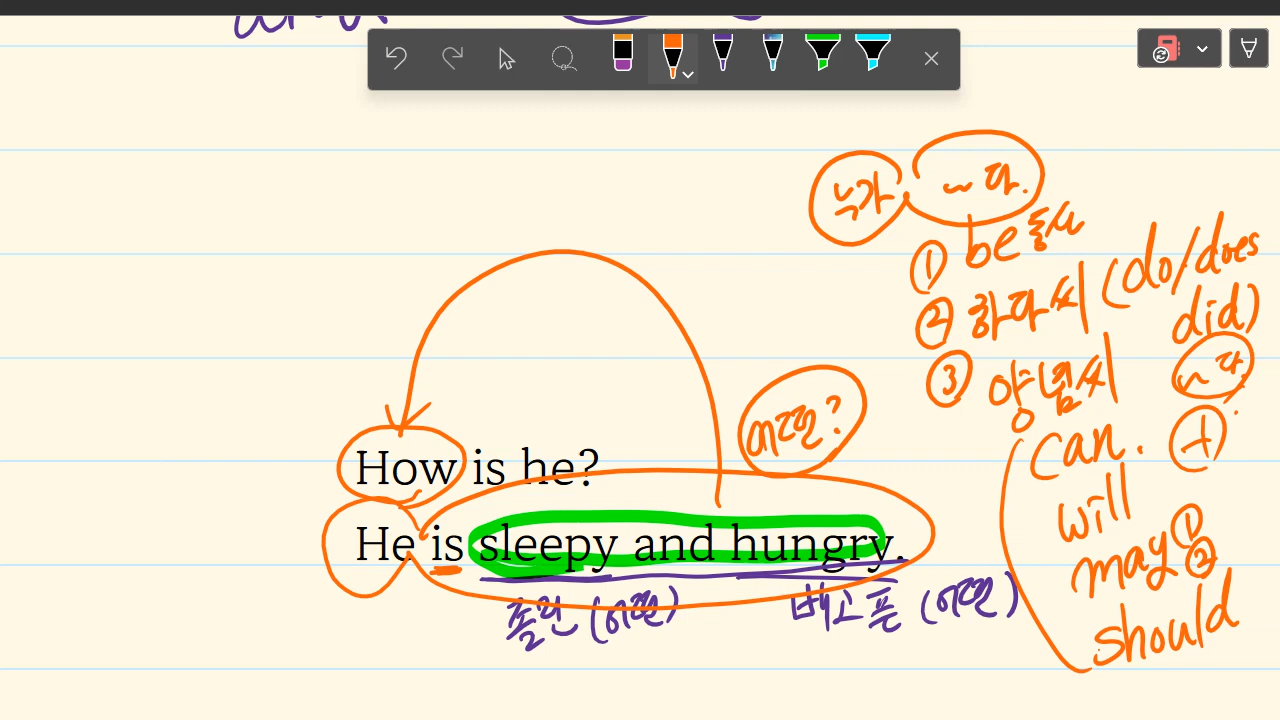 누가 ~다.
① be동사
② 하다씨 (do/does
did)
③ 양념씨 ~다.
can. +
will
may ① ②
should
어떤?
How is he?
He is sleepy and hungry.
졸린 (어떤) 배고픈 (어떤)